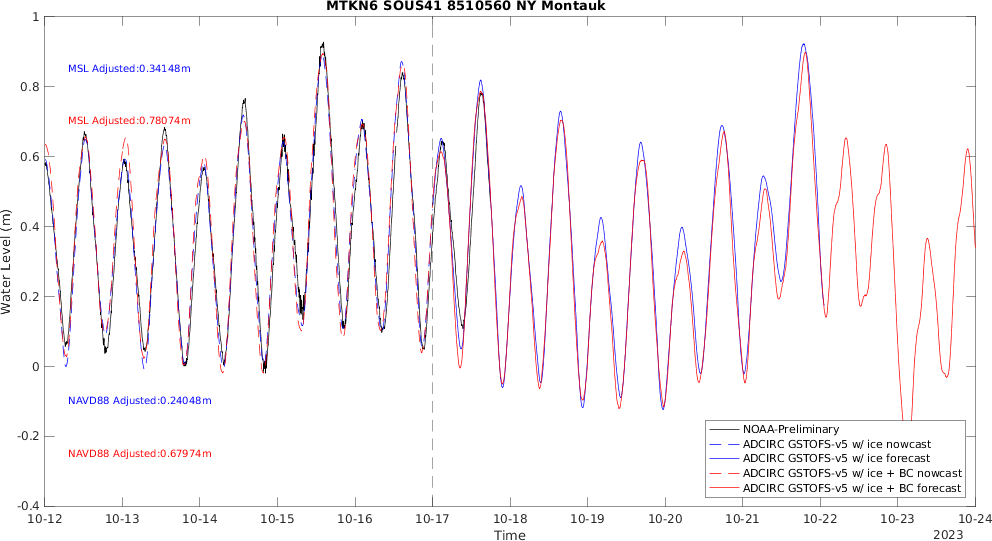 MTKN6 SOUS41 8510560 NY Montauk
1
0.8
0.6
0.4
0.2
0
-0.2
-0.4
Water Level (m)
MSL Adjusted:0.34148m
MSL Adjusted:0.78074m
NAVD88 Adjusted:0.24048m
NAVD88 Adjusted:0.67974m
NOAA-Preliminary
ADCIRC GSTOFS-v5 w/ ice nowcast
ADCIRC GSTOFS-v5 w/ ice forecast
ADCIRC GSTOFS-v5 w/ ice + BC nowcast
ADCIRC GSTOFS-v5 w/ ice + BC forecast
10-12 10-13 10-14 10-15 10-16 10-17 10-18 10-19 10-20 10-21 10-22 10-23 10-24
Time
2023